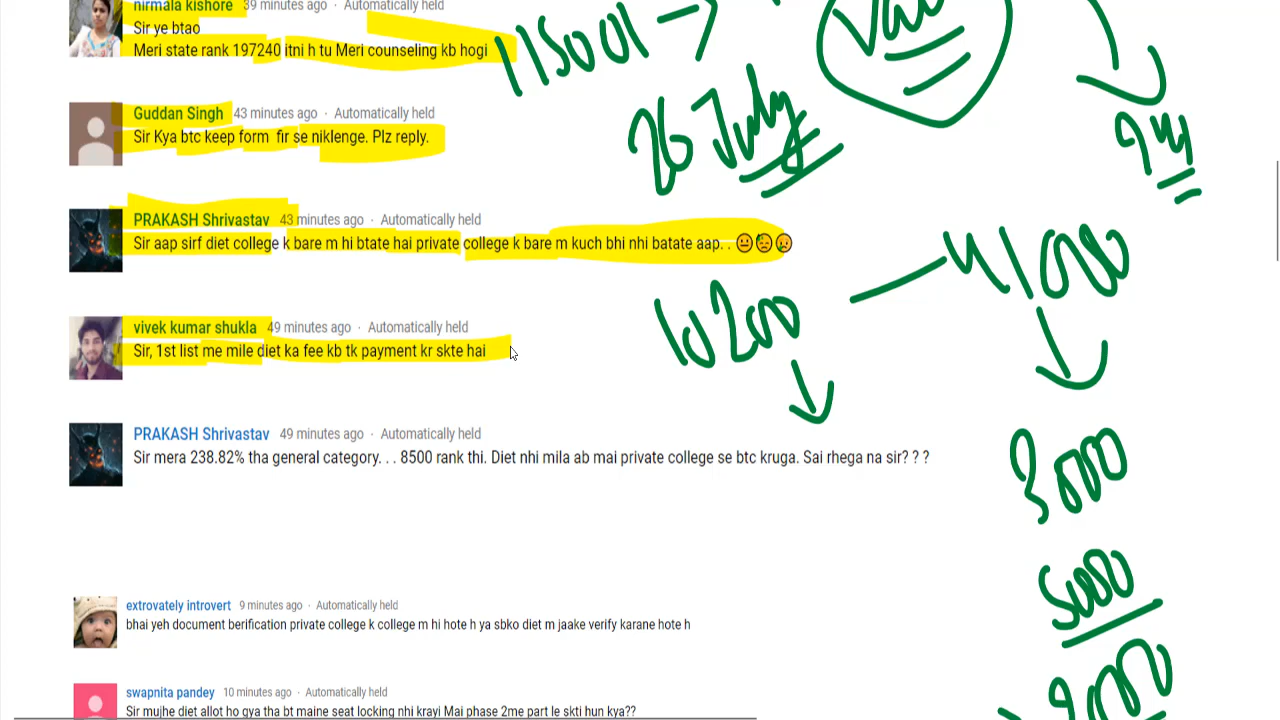 nirmala kishore 39 minutes ago · Automatically held
Sir ye btao
Meri state rank 197240 itni h tu Meri counseling kb hogi
115001
26 July
Guddan Singh 43 minutes ago · Automatically held
Sir Kya btc keep form fir se niklenge. Plz reply.
PRAKASH Shrivastav 43 minutes ago · Automatically held
Sir aap sirf diet college k bare m hi btate hai private college k bare m kuch bhi nhi batate aap. . 😐😓😢
10200
41000
vivek kumar shukla 49 minutes ago · Automatically held
Sir, 1st list me mile diet ka fee kb tk payment kr skte hai
PRAKASH Shrivastav 49 minutes ago · Automatically held
Sir mera 238.82% tha general category. . . 8500 rank thi. Diet nhi mila ab mai private college se btc kruga. Sai rhega na sir? ? ?
3000
5000
extrovately introvert 9 minutes ago · Automatically held
bhai yeh document berification private college k college m hi hote h ya sbko diet m jaake verify karane hote h
swapnita pandey 10 minutes ago · Automatically held
Sir mujhe diet allot ho gya tha bt maine seat locking nhi krayi Mai phase 2me part le skti hun kya??